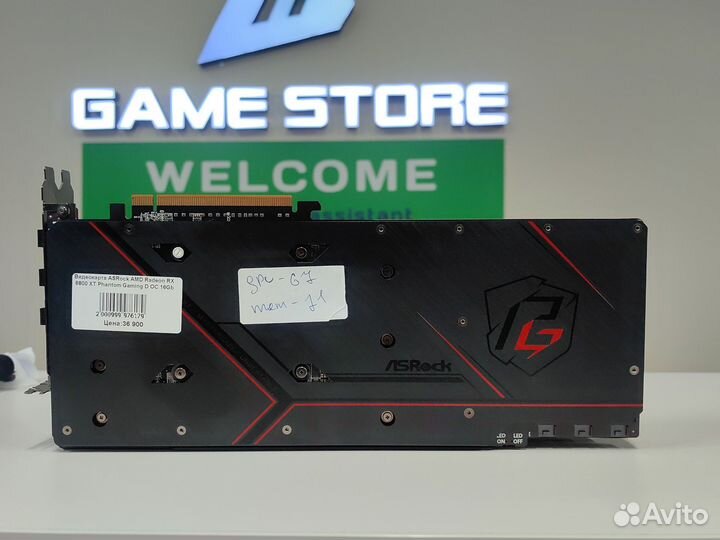 GAME STORE
WELCOME
assistant
Видеокарта ASRock AMD Radeon RX
6800 XT Phantom Gaming D OC 16Gb
2 000999 976179
Цена:36 900
gpu - 67
mem - 71
ASRock
LED LED
ON OFF
Avito